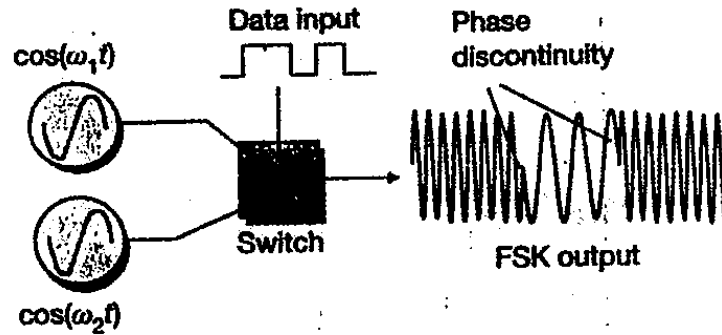 Data input
Phase
discontinuity
cos(ω₁t)
Switch
FSK output
cos(ω₂t)